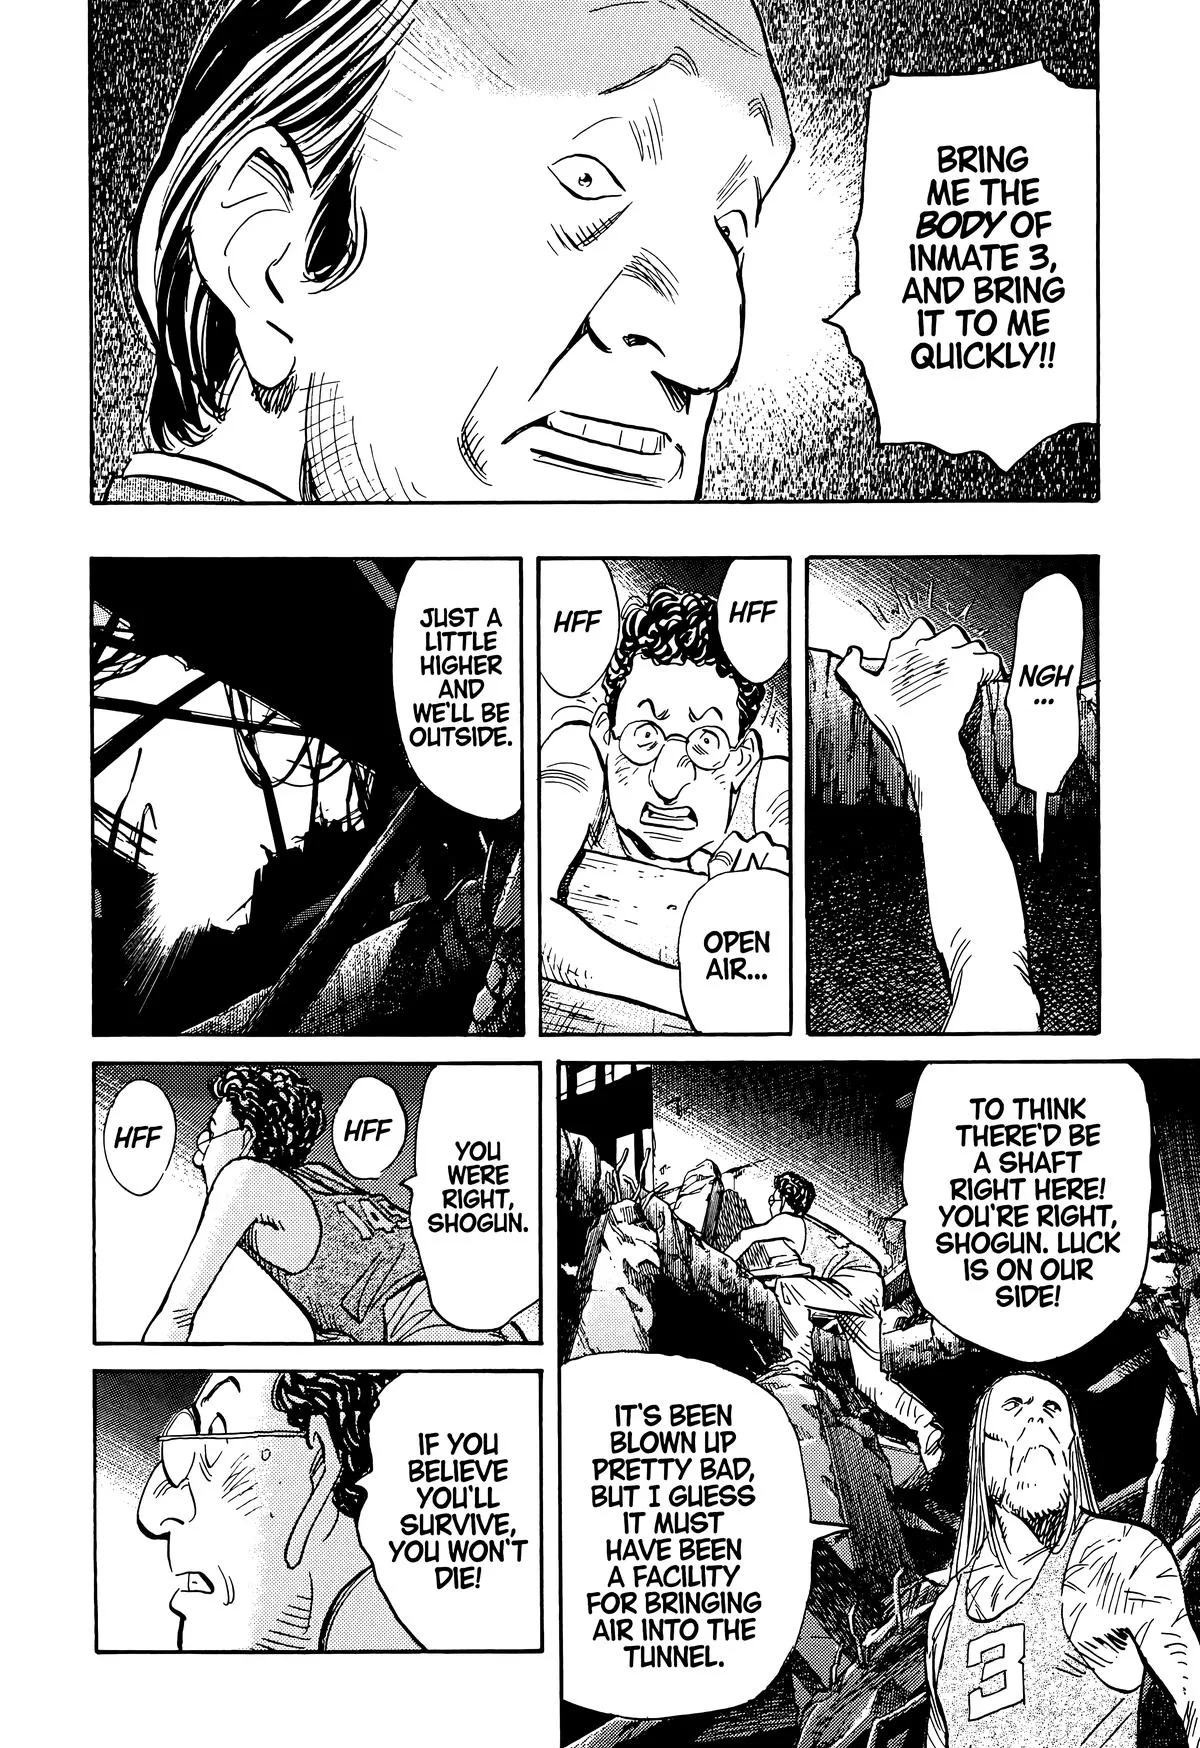 BRING
ME THE
BODY OF
INMATE 3,
AND BRING
IT TO ME
QUICKLY!!
NGH
...
HFF
HFF
OPEN
AIR...
JUST A
LITTLE
HIGHER AND
WE'LL BE
OUTSIDE.
TO THINK
THERE'D BE
A SHAFT
RIGHT HERE!
YOU'RE RIGHT,
SHOGUN. LUCK
IS ON OUR
SIDE!
IT'S BEEN
BLOWN UP
PRETTY BAD,
BUT I GUESS
IT MUST
HAVE BEEN
A FACILITY
FOR BRINGING
AIR INTO THE
TUNNEL.
3
HFF
HFF
YOU
WERE
RIGHT,
SHOGUN.
IF YOU
BELIEVE
YOU'LL
SURVIVE,
YOU WON'T
DIE!